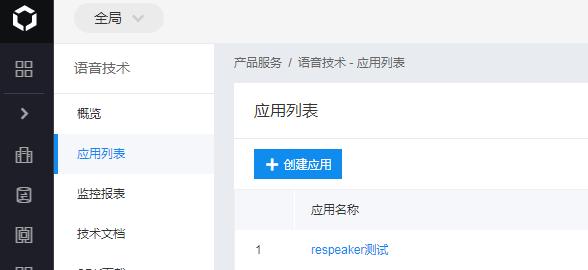 全局
语音技术
产品服务 / 语音技术 - 应用列表
概览
应用列表
应用列表
监控报表
创建应用
技术文档
应用名称
1 respeaker测试